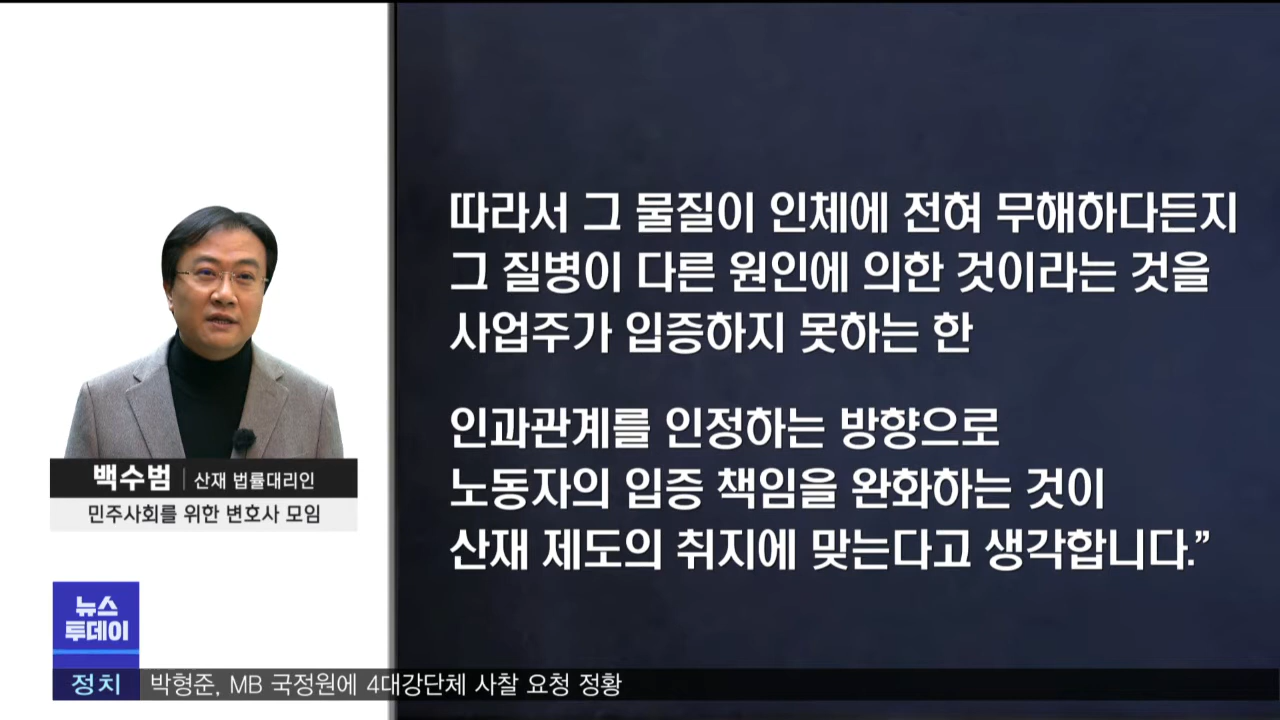 따라서 그 물질이 인체에 전혀 무해하다든지
그 질병이 다른 원인에 의한 것이라는 것을
사업주가 입증하지 못하는 한
인과관계를 인정하는 방향으로
노동자의 입증 책임을 완화하는 것이
산재 제도의 취지에 맞는다고 생각합니다.”
백수범 | 산재 법률대리인
민주사회를 위한 변호사 모임
뉴스
투데이
정치 박형준, MB 국정원에 4대강단체 사찰 요청 정황